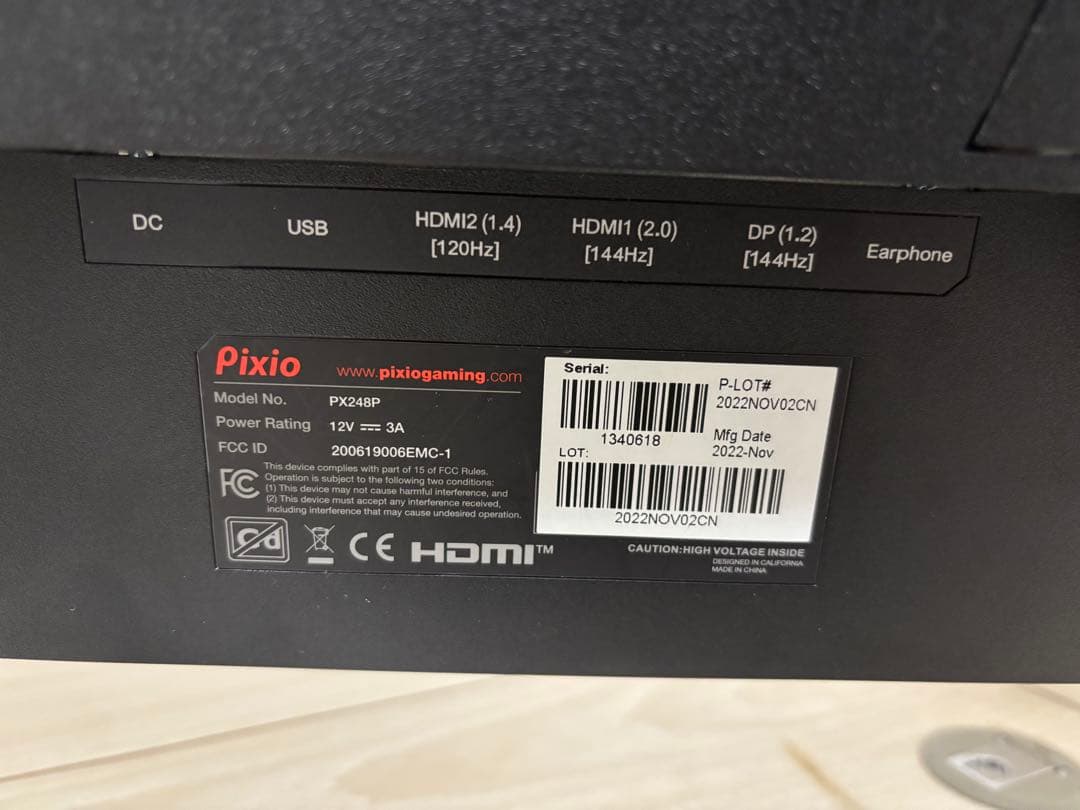 DC
USB
HDMI2 (1.4)
[120Hz]
HDMI1 (2.0)
[144Hz]
DP (1.2)
[144Hz]
Earphone
Pixio
www.pixiogaming.com
Model No. PX248P
Power Rating 12V ⎓ 3A
FCC ID 200619006EMC-1
FC
This device complies with part of 15 of FCC Rules.
Operation is subject to the following two conditions:
(1) This device may not cause harmful interference, and
(2) This device must accept any interference received,
including interference that may cause undesired operation.
Cd
CE
HDMI™
Serial:
1340618
P-LOT#
2022NOV02CN
Mfg Date
2022-Nov
LOT:
2022NOV02CN
CAUTION:HIGH VOLTAGE INSIDE
DESIGNED IN CALIFORNIA
MADE IN CHINA